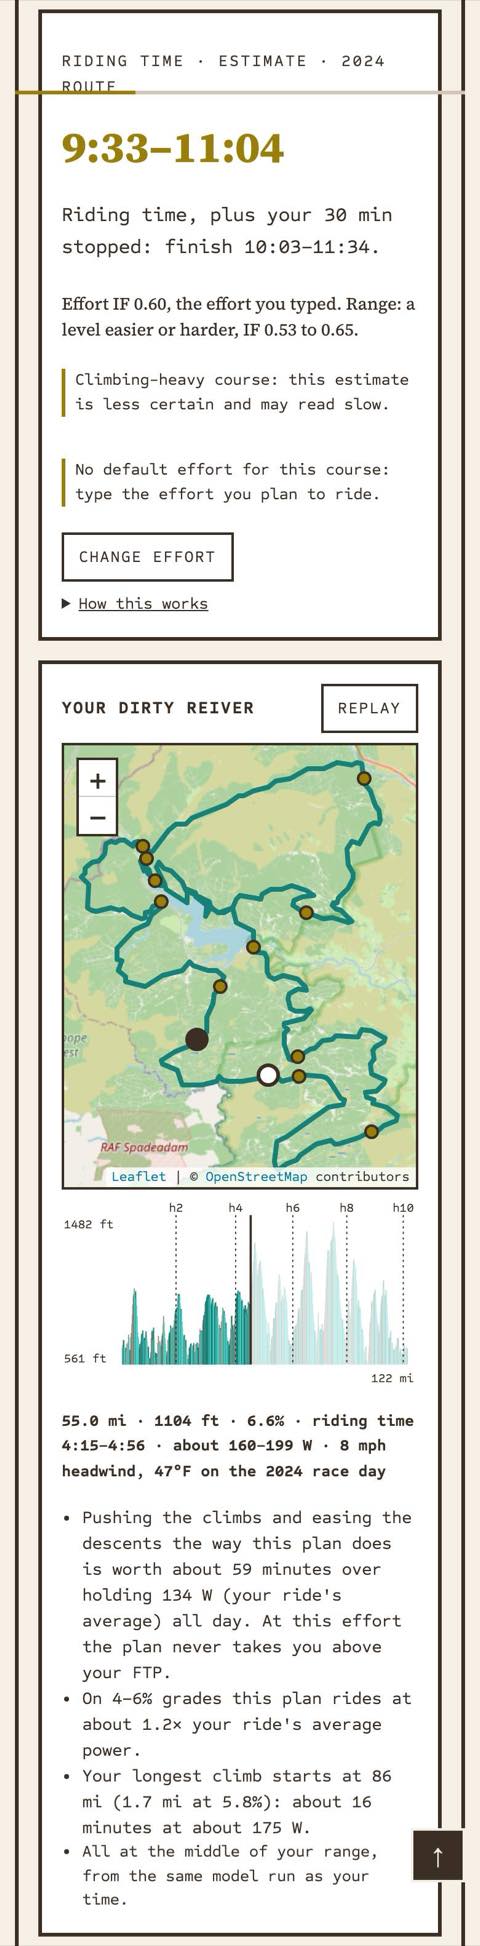 RIDING TIME · ESTIMATE · 2024
ROUTE
9:33–11:04
Riding time, plus your 30 min
stopped: finish 10:03–11:34.
Effort IF 0.60, the effort you typed. Range: a
level easier or harder, IF 0.53 to 0.65.
Climbing-heavy course: this estimate
is less certain and may read slow.
No default effort for this course:
type the effort you plan to ride.
CHANGE EFFORT
▶ How this works
YOUR DIRTY REIVER
REPLAY
+
−
RAF Spadeadam
Leaflet | © OpenStreetMap contributors
h2 h4 h6 h8 h10
1482 ft
561 ft
122 mi
55.0 mi · 1104 ft · 6.6% · riding time
4:15–4:56 · about 160–199 W · 8 mph
headwind, 47°F on the 2024 race day
• Pushing the climbs and easing the
descents the way this plan does
is worth about 59 minutes over
holding 134 W (your ride's
average) all day. At this effort
the plan never takes you above
your FTP.
• On 4–6% grades this plan rides at
about 1.2× your ride's average
power.
• Your longest climb starts at 86
mi (1.7 mi at 5.8%): about 16
minutes at about 175 W.
• All at the middle of your range,
from the same model run as your
time.
↑